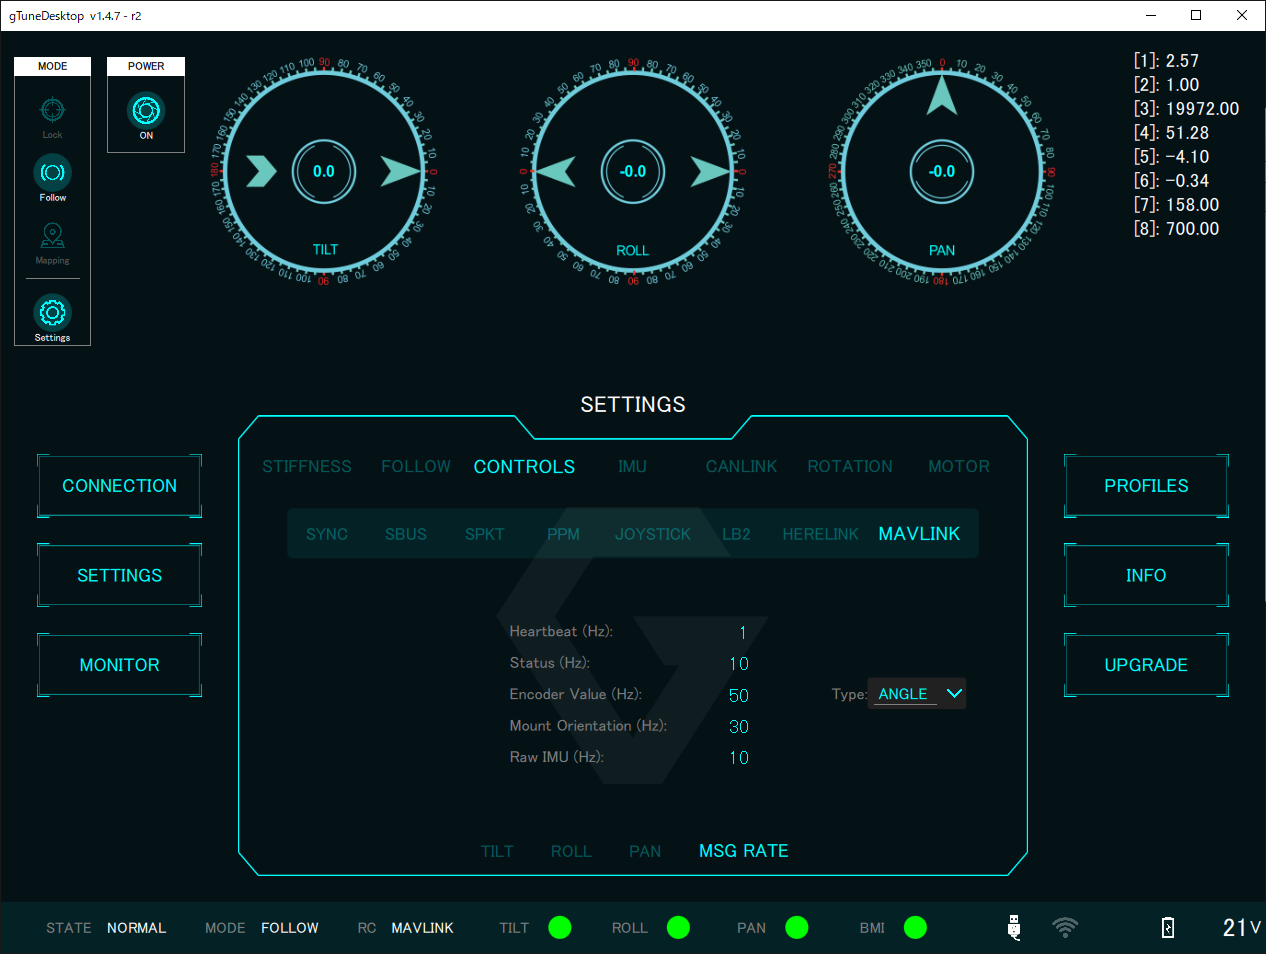 gTuneDesktop v1.4.7 - r2
MODE
Lock
Follow
Mapping
Settings
POWER
ON
0.0
TILT
-0.0
ROLL
-0.0
PAN
[1]: 2.57
[2]: 1.00
[3]: 19972.00
[4]: 51.28
[5]: −4.10
[6]: −0.34
[7]: 158.00
[8]: 700.00
SETTINGS
CONNECTION
SETTINGS
MONITOR
STIFFNESS FOLLOW CONTROLS IMU CANLINK ROTATION MOTOR
SYNC SBUS SPKT PPM JOYSTICK LB2 HERELINK MAVLINK
Heartbeat (Hz): 1
Status (Hz): 10
Encoder Value (Hz): 50 Type: ANGLE
Mount Orientation (Hz): 30
Raw IMU (Hz): 10
TILT ROLL PAN MSG RATE
PROFILES
INFO
UPGRADE
STATE NORMAL MODE FOLLOW RC MAVLINK TILT ROLL PAN BMI 21V